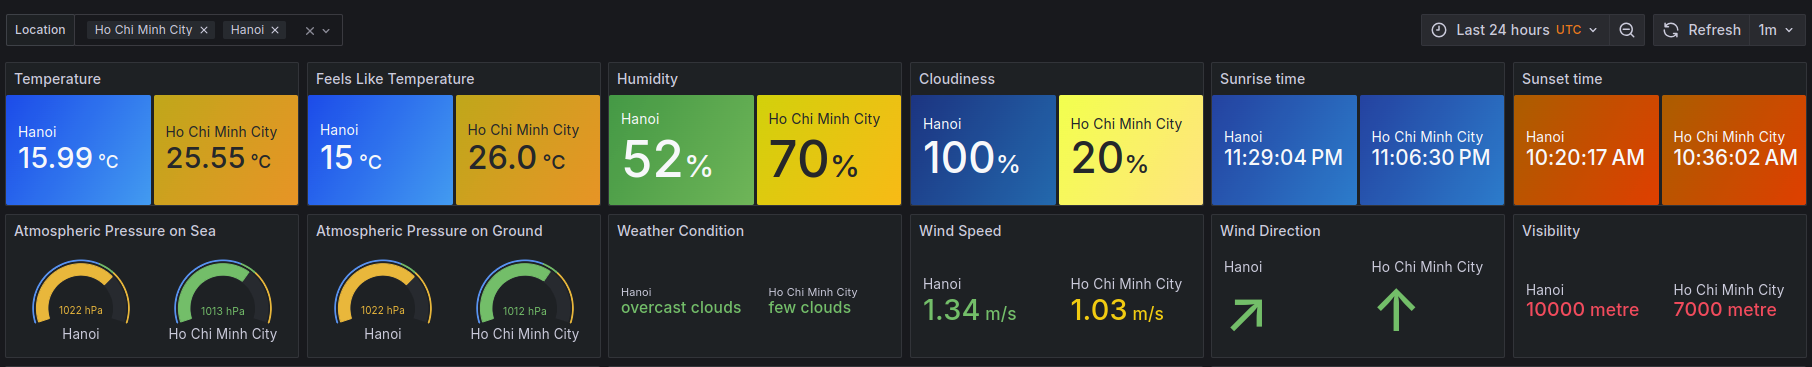 Location Ho Chi Minh City Hanoi Last 24 hours UTC Refresh 1m
Temperature Feels Like Temperature Humidity Cloudiness Sunrise time Sunset time
Hanoi
15.99 °C
Ho Chi Minh City
25.55 °C
Hanoi
15 °C
Ho Chi Minh City
26.0 °C
Hanoi
52%
Ho Chi Minh City
70%
Hanoi
100%
Ho Chi Minh City
20%
Hanoi
11:29:04 PM
Ho Chi Minh City
11:06:30 PM
Hanoi
10:20:17 AM
Ho Chi Minh City
10:36:02 AM
Atmospheric Pressure on Sea Atmospheric Pressure on Ground Weather Condition Wind Speed Wind Direction Visibility
1022 hPa
Hanoi
1013 hPa
Ho Chi Minh City
1022 hPa
Hanoi
1012 hPa
Ho Chi Minh City
Hanoi
overcast clouds
Ho Chi Minh City
few clouds
Hanoi
1.34 m/s
Ho Chi Minh City
1.03 m/s
Hanoi
Ho Chi Minh City
Hanoi
10000 metre
Ho Chi Minh City
7000 metre